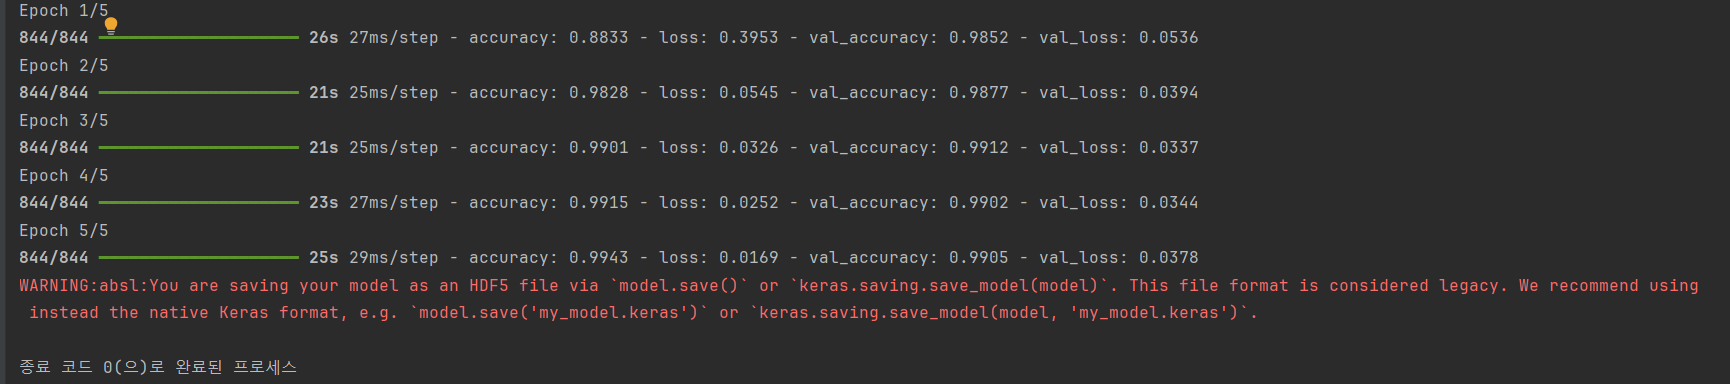 Epoch 1/5
844/844 ━━━━━━━━━━━━━━━━━━━━ 26s 27ms/step - accuracy: 0.8833 - loss: 0.3953 - val_accuracy: 0.9852 - val_loss: 0.0536
Epoch 2/5
844/844 ━━━━━━━━━━━━━━━━━━━━ 21s 25ms/step - accuracy: 0.9828 - loss: 0.0545 - val_accuracy: 0.9877 - val_loss: 0.0394
Epoch 3/5
844/844 ━━━━━━━━━━━━━━━━━━━━ 21s 25ms/step - accuracy: 0.9901 - loss: 0.0326 - val_accuracy: 0.9912 - val_loss: 0.0337
Epoch 4/5
844/844 ━━━━━━━━━━━━━━━━━━━━ 23s 27ms/step - accuracy: 0.9915 - loss: 0.0252 - val_accuracy: 0.9902 - val_loss: 0.0344
Epoch 5/5
844/844 ━━━━━━━━━━━━━━━━━━━━ 25s 29ms/step - accuracy: 0.9943 - loss: 0.0169 - val_accuracy: 0.9905 - val_loss: 0.0378
WARNING:absl:You are saving your model as an HDF5 file via `model.save()` or `keras.saving.save_model(model)`. This file format is considered legacy. We recommend using
instead the native Keras format, e.g. `model.save('my_model.keras')` or `keras.saving.save_model(model, 'my_model.keras')`.
종료 코드 0(으)로 완료된 프로세스